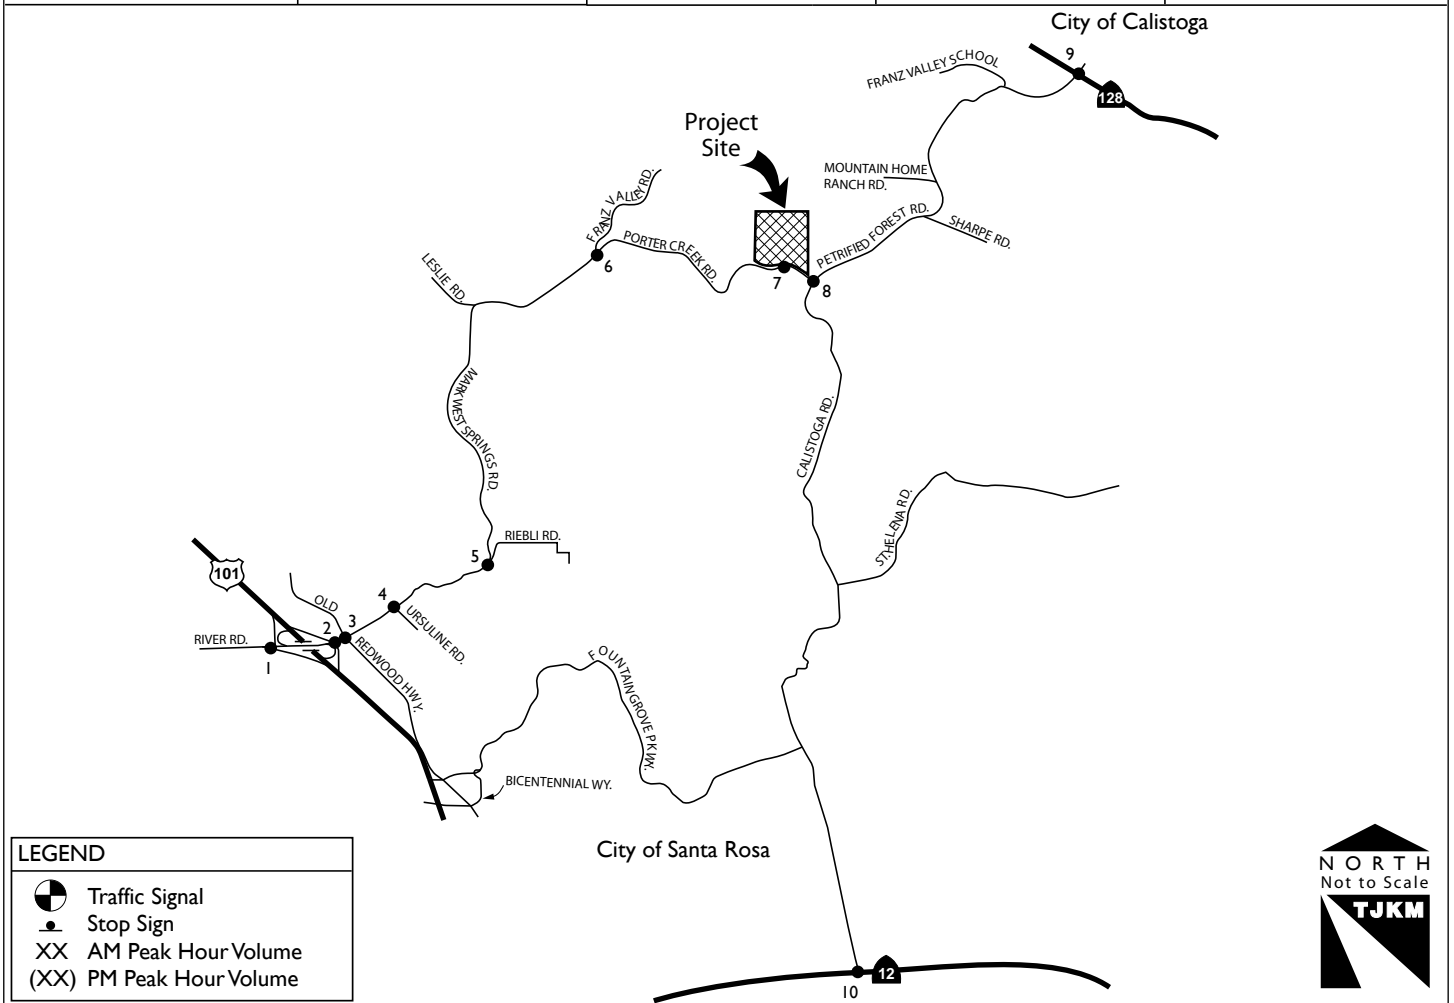 City of Calistoga
9
FRANZ VALLEY SCHOOL
128
Project
Site
MOUNTAIN HOME
RANCH RD.
FRANZ VALLEY RD.
PETRIFIED FOREST RD.
SHARPE RD.
PORTER CREEK RD.
6
7
8
LESLIE RD.
MARK WEST SPRINGS RD.
CALISTOGA RD.
ST. HELENA RD.
RIEBLI RD.
5
101
4
OLD
3
2
URSULINE RD.
RIVER RD.
1
REDWOOD HWY.
FOUNTAINGROVE PKWY.
BICENTENNIAL WY.
City of Santa Rosa
LEGEND
Traffic Signal
Stop Sign
XX AM Peak Hour Volume
(XX) PM Peak Hour Volume
12
10
NORTH
Not to Scale
TJKM